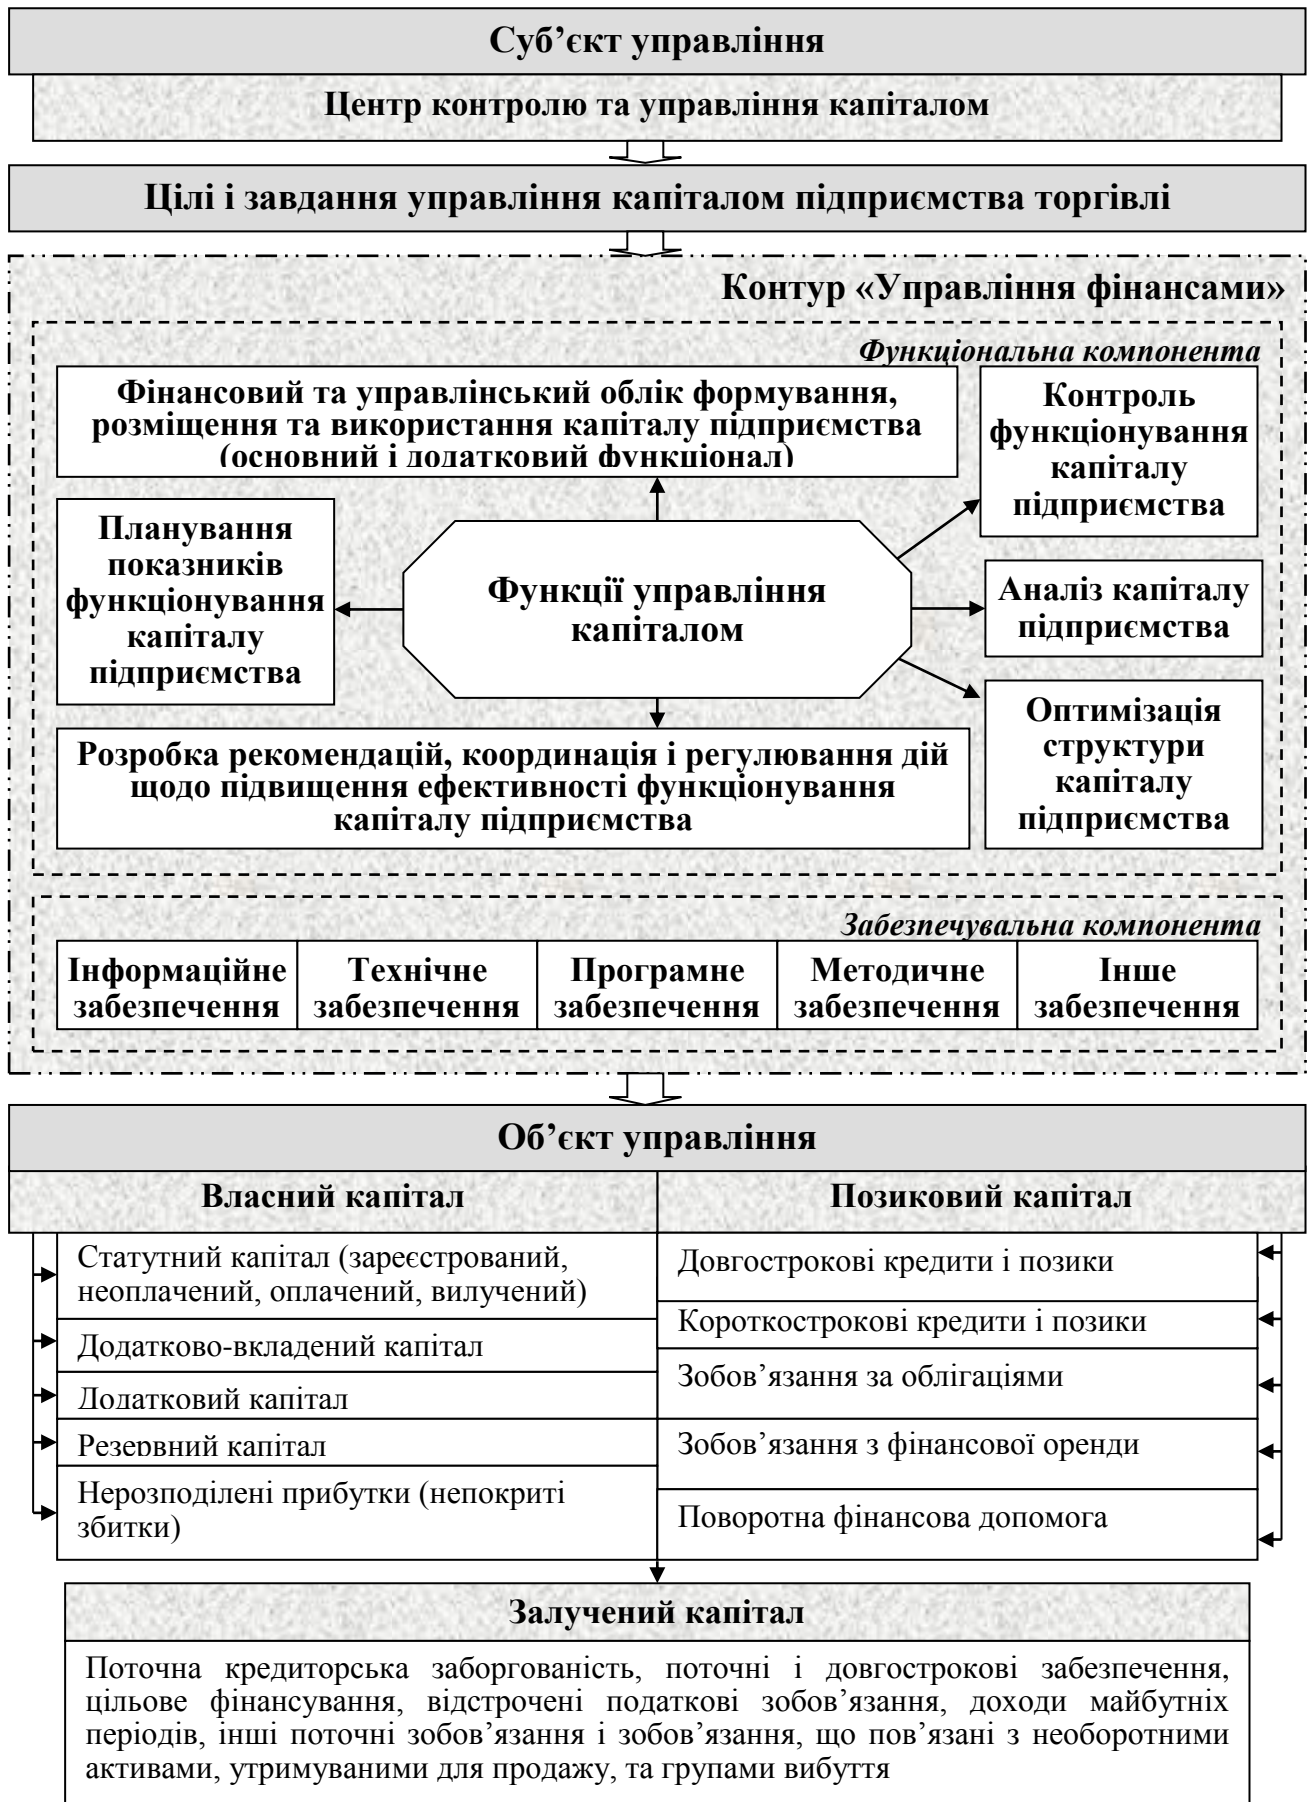 Суб’єкт управління
Центр контролю та управління капіталом
Цілі і завдання управління капіталом підприємства торгівлі
Контур «Управління фінансами»
Функціональна компонента
Фінансовий та управлінський облік формування,
розміщення та використання капіталу підприємства
(основний і додатковий функціонал)
Контроль
функціонування
капіталу
підприємства
Планування
показників
функціонування
капіталу
підприємства
Функції управління
капіталом
Аналіз капіталу
підприємства
Оптимізація
структури
капіталу
підприємства
Розробка рекомендацій, координація і регулювання дій
щодо підвищення ефективності функціонування
капіталу підприємства
Забезпечувальна компонента
Інформаційне
забезпечення
Технічне
забезпечення
Програмне
забезпечення
Методичне
забезпечення
Інше
забезпечення
Об’єкт управління
Власний капітал
Статутний капітал (зареєстрований,
неоплачений, оплачений, вилучений)
Додатково-вкладений капітал
Додатковий капітал
Резервний капітал
Нерозподілені прибутки (непокриті
збитки)
Позиковий капітал
Довгострокові кредити і позики
Короткострокові кредити і позики
Зобов’язання за облігаціями
Зобов’язання з фінансової оренди
Поворотна фінансова допомога
Залучений капітал
Поточна кредиторська заборгованість, поточні і довгострокові забезпечення,
цільове фінансування, відстрочені податкові зобов’язання, доходи майбутніх
періодів, інші поточні зобов’язання і зобов’язання, що пов’язані з необоротними
активами, утримуваними для продажу, та групами вибуття